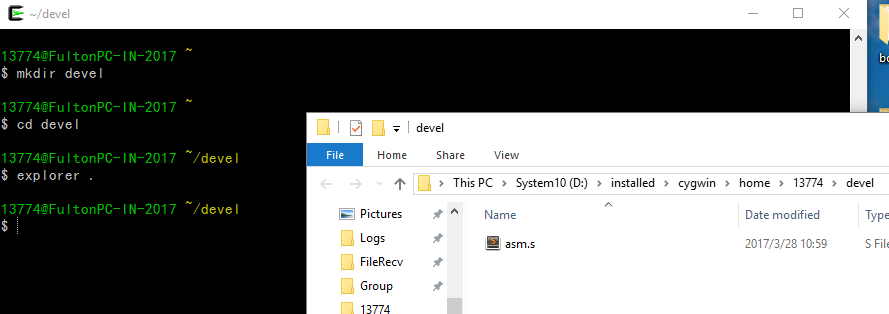 ~/devel
13774@FultonPC-IN-2017 ~
$ mkdir devel
13774@FultonPC-IN-2017 ~
$ cd devel
13774@FultonPC-IN-2017 ~/devel
$ explorer .
13774@FultonPC-IN-2017 ~/devel
$
devel
File Home Share View
This PC > System10 (D:) > installed > cygwin > home > 13774 > devel
Pictures
Logs
FileRecv
Group
13774
Name Date modified Type
asm.s 2017/3/28 10:59 S File